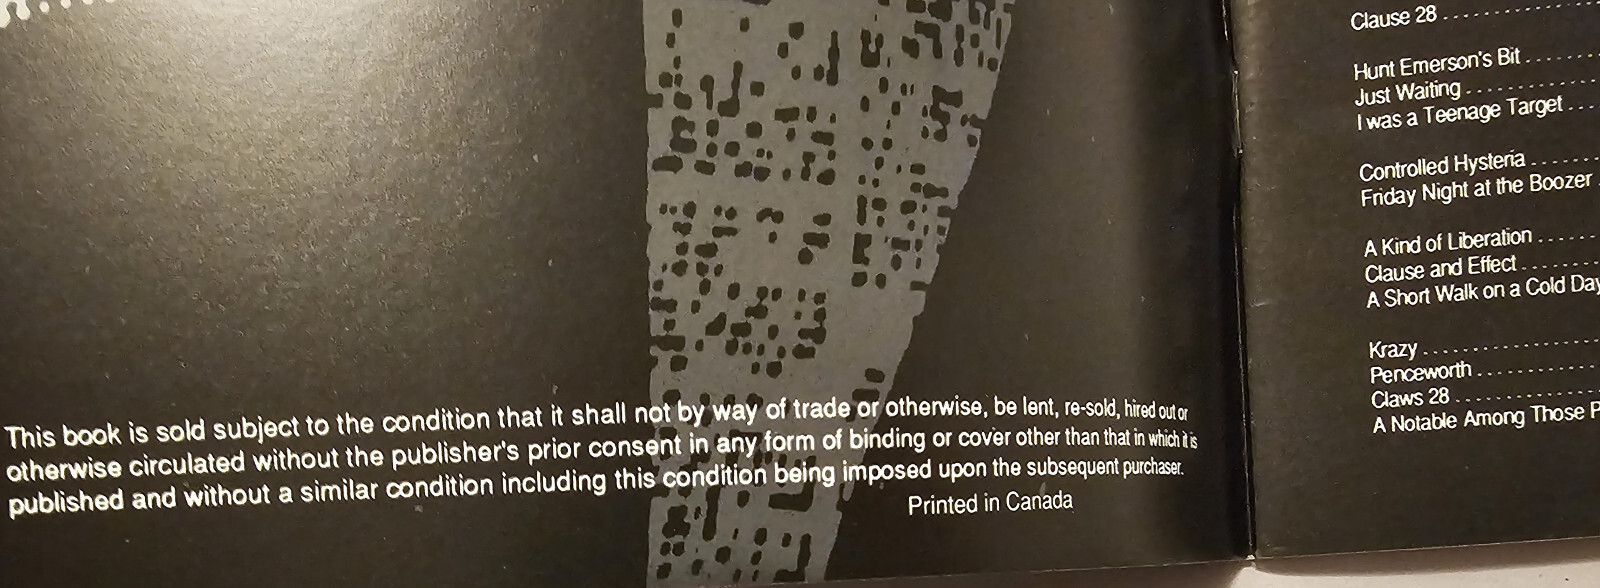 This book is sold subject to the condition that it shall not by way of trade or otherwise, be lent, re-sold, hired out or
otherwise circulated without the publisher's prior consent in any form of binding or cover other than that in which it is
published and without a similar condition including this condition being imposed upon the subsequent purchaser.
Printed in Canada
Clause 28 . . . . . . . . . . . . . . . .
Hunt Emerson's Bit . . . . . . . .
Just Waiting . . . . . . . . . . . . . .
I was a Teenage Target . . . .
Controlled Hysteria . . . . . . . .
Friday Night at the Boozer .
A Kind of Liberation . . . . . . .
Clause and Effect . . . . . . . . .
A Short Walk on a Cold Day
Krazy . . . . . . . . . . . . . . . . . . .
Penceworth . . . . . . . . . . . . . .
Claws 28 . . . . . . . . . . . . . . . .
A Notable Among Those P